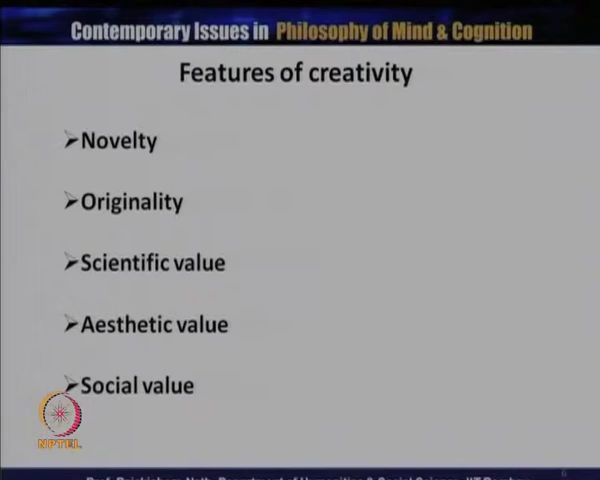 Contemporary Issues in Philosophy of Mind & Cognition
Features of creativity
➢Novelty
➢Originality
➢Scientific value
➢Aesthetic value
➢Social value
NPTEL